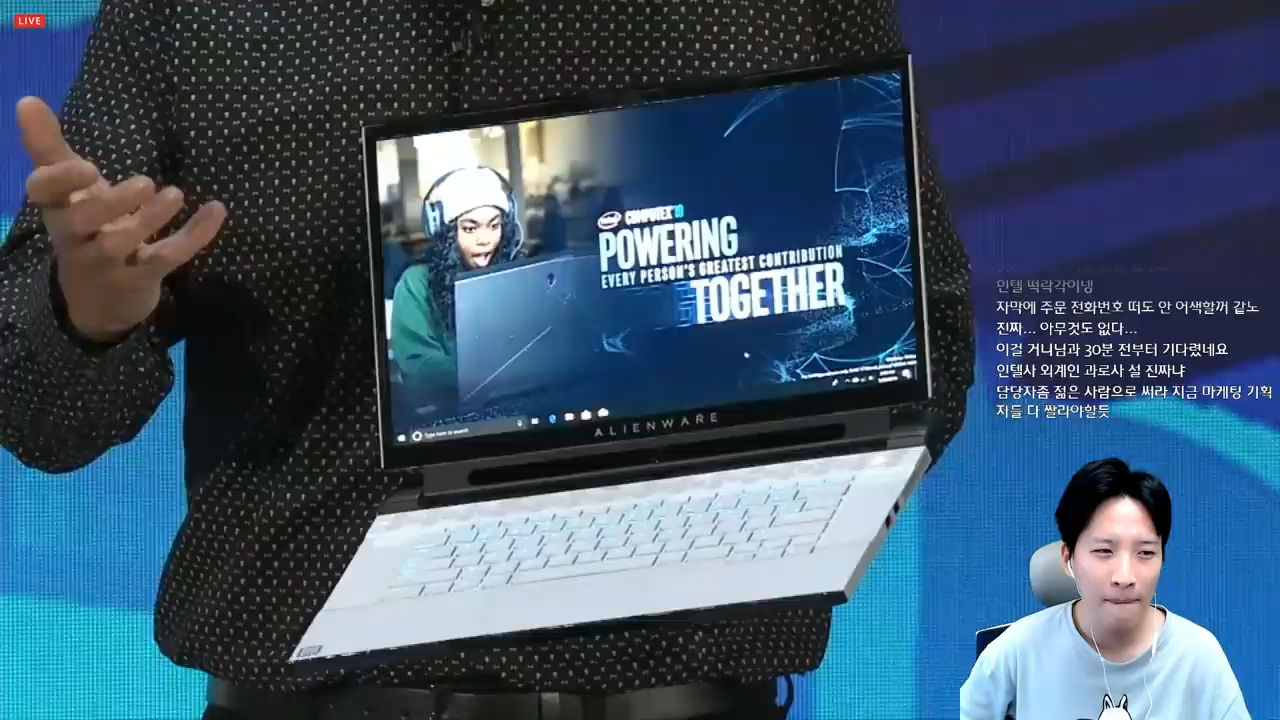 LIVE
intel COMPUTEX'19
POWERING
EVERY PERSON'S GREATEST CONTRIBUTION
TOGETHER
Type here to search
ALIENWARE
인텔 떡락각이넹
자막에 주문 전화번호 떠도 안 어색할꺼 같노
진짜... 아무것도 없다...
이걸 거니님과 30분 전부터 기다렸네요
인텔사 외계인 과로사 설 진짜냐
담당자좀 젊은 사람으로 써라 지금 마케팅 기획
자들 다 짤리야할듯